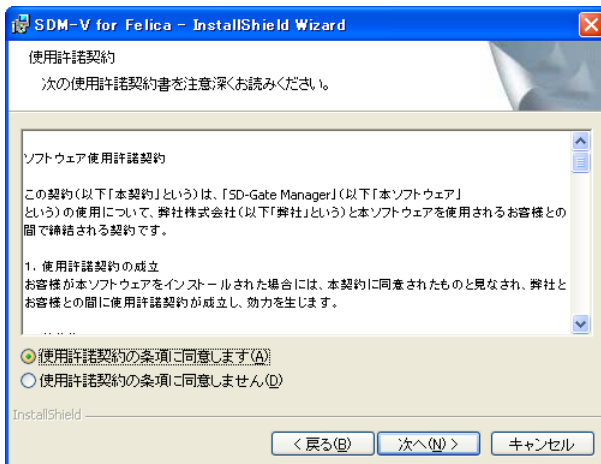 SDM-V for Felica - InstallShield Wizard
使用許諾契約
次の使用許諾契約書を注意深くお読みください。
ソフトウェア使用許諾契約
この契約(以下「本契約」という)は、「SD-Gate Manager」(以下「本ソフトウェア」
という)の使用について、弊社株式会社(以下「弊社」という)と本ソフトウェアを使用されるお客様との
間で締結される契約です。
1. 使用許諾契約の成立
お客様が本ソフトウェアをインストールされた場合には、本契約に同意されたものと見なされ、弊社と
お客様との間に使用許諾契約が成立し、効力を生じます。
使用許諾契約の条項に同意します(A)
使用許諾契約の条項に同意しません(D)
InstallShield
< 戻る(B)
次へ(N) >
キャンセル